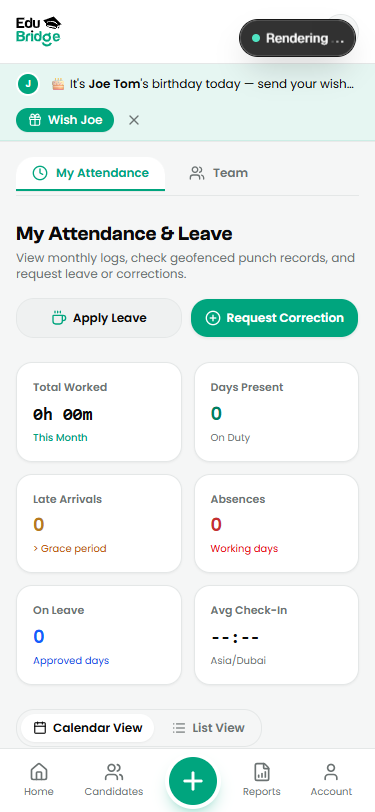 Edu
Bridge
Rendering ...
J
🎂 It's Joe Tom's birthday today — send your wish...
Wish Joe
My Attendance
Team
My Attendance & Leave
View monthly logs, check geofenced punch records, and
request leave or corrections.
Apply Leave
Request Correction
Total Worked
0h 00m
This Month
Days Present
0
On Duty
Late Arrivals
0
> Grace period
Absences
0
Working days
On Leave
0
Approved days
Avg Check-In
--:--
Asia/Dubai
Calendar View
List View
Home
Candidates
Reports
Account